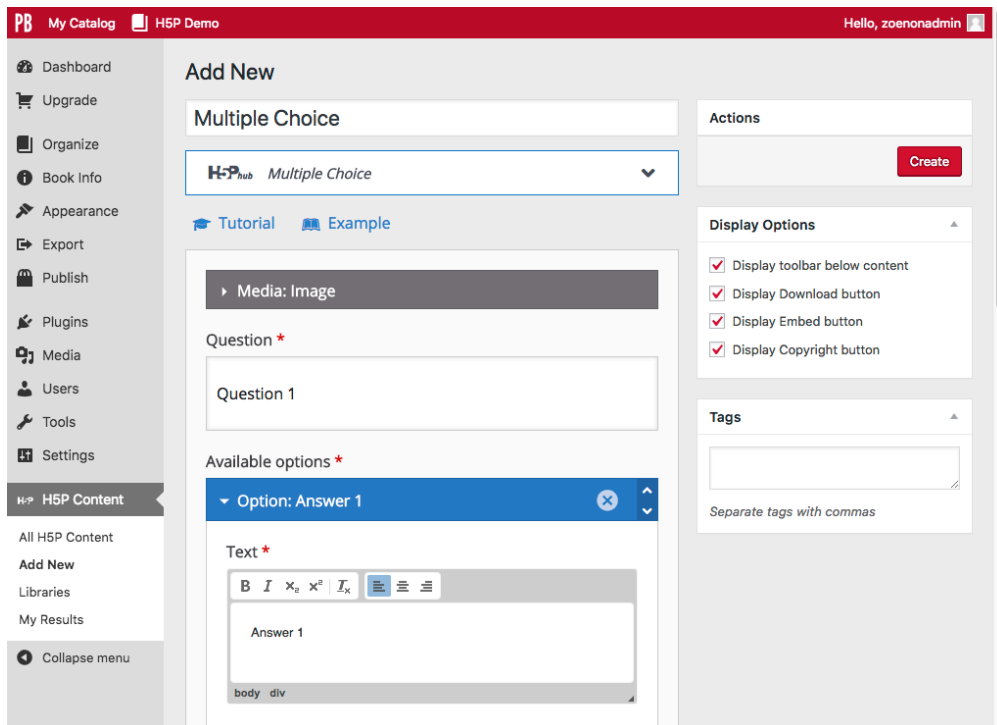 PB My Catalog H5P Demo Hello, zoenonadmin
Dashboard
Upgrade
Organize
Book Info
Appearance
Export
Publish
Plugins
Media
Users
Tools
Settings
H5P H5P Content
All H5P Content
Add New
Libraries
My Results
Collapse menu
Add New
Multiple Choice
H5P hub Multiple Choice
Tutorial Example
Media: Image
Question *
Question 1
Available options *
Option: Answer 1
Text *
B I x₂ x² Tx
Answer 1
body div
Actions
Create
Display Options
Display toolbar below content
Display Download button
Display Embed button
Display Copyright button
Tags
Separate tags with commas